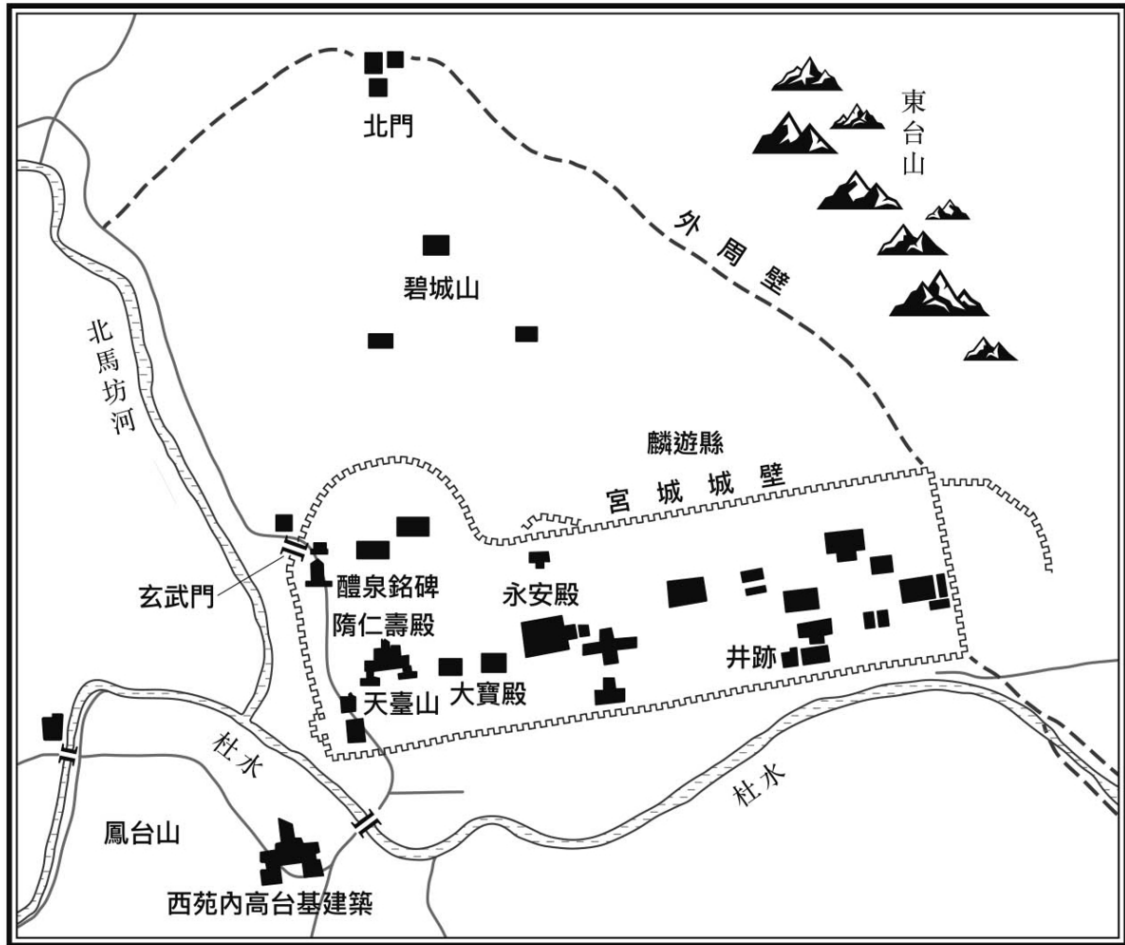 北門
東台山
外周壁
碧城山
北馬坊河
麟遊縣
宮城城壁
玄武門
醴泉銘碑
永安殿
隋仁壽殿
井跡
天臺山
大寶殿
杜水
杜水
鳳台山
西苑內高台基建築